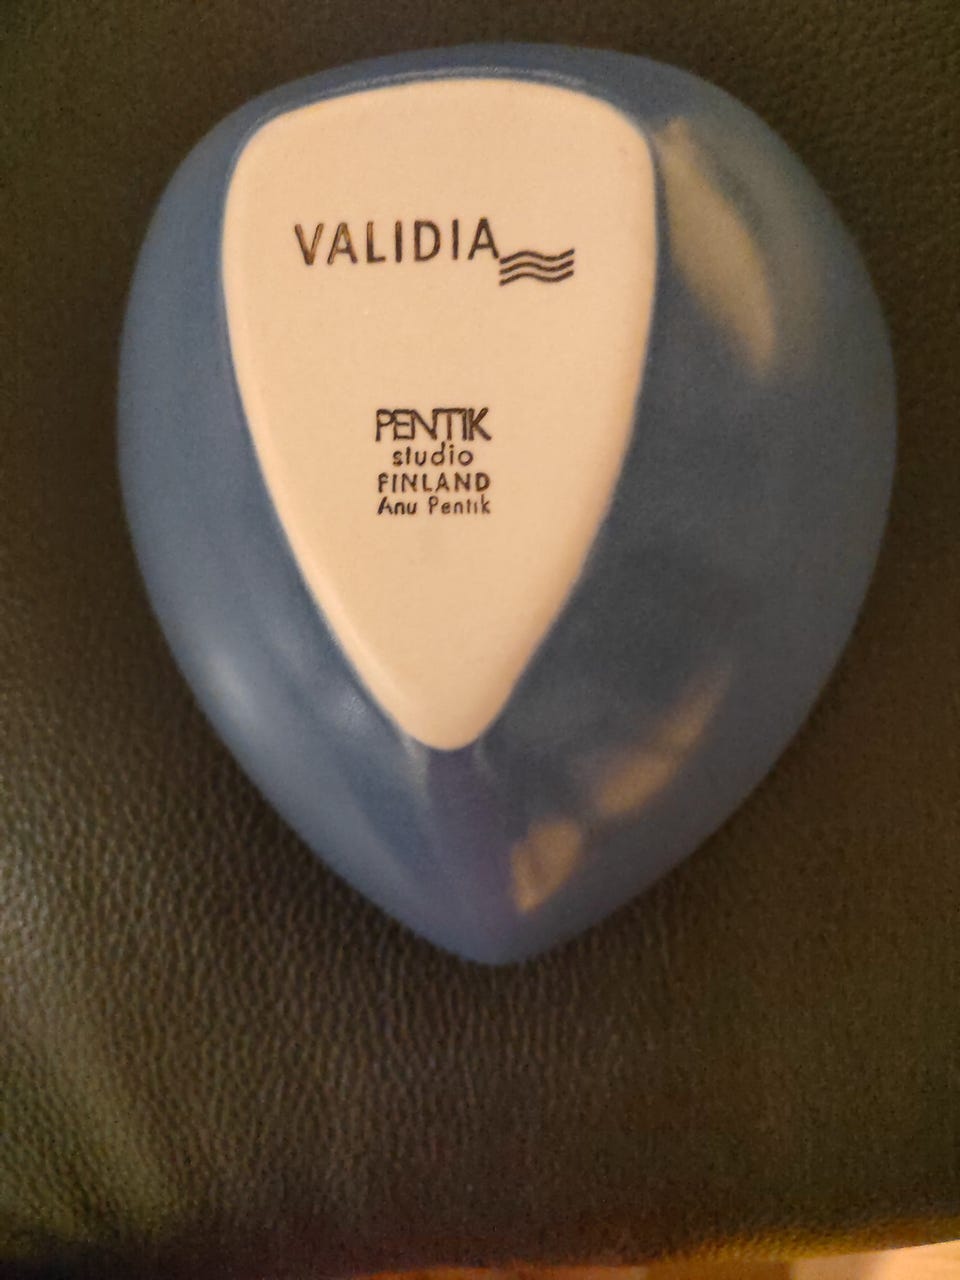 VALIDIA
PENTIK
studio
FINLAND
Anu Pentik